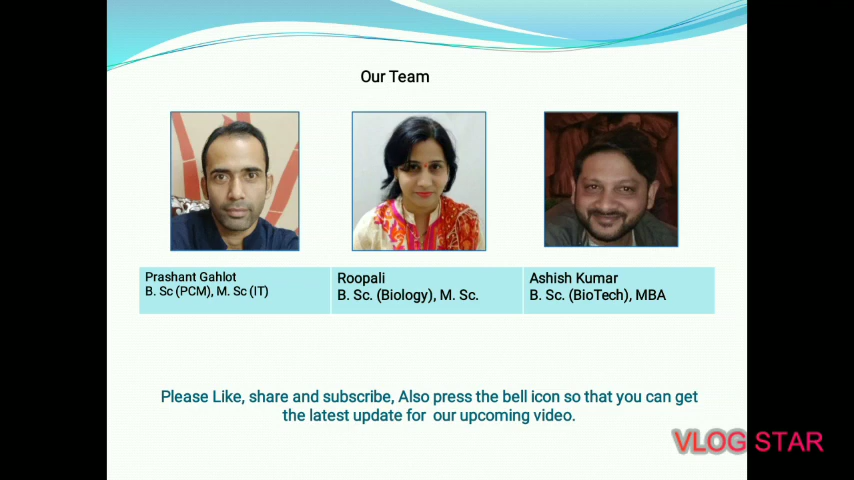 Our Team
Prashant Gahlot
B. Sc (PCM), M. Sc (IT)
Roopali
B. Sc. (Biology), M. Sc.
Ashish Kumar
B. Sc. (BioTech), MBA
Please Like, share and subscribe, Also press the bell icon so that you can get
the latest update for our upcoming video.
VLOG STAR